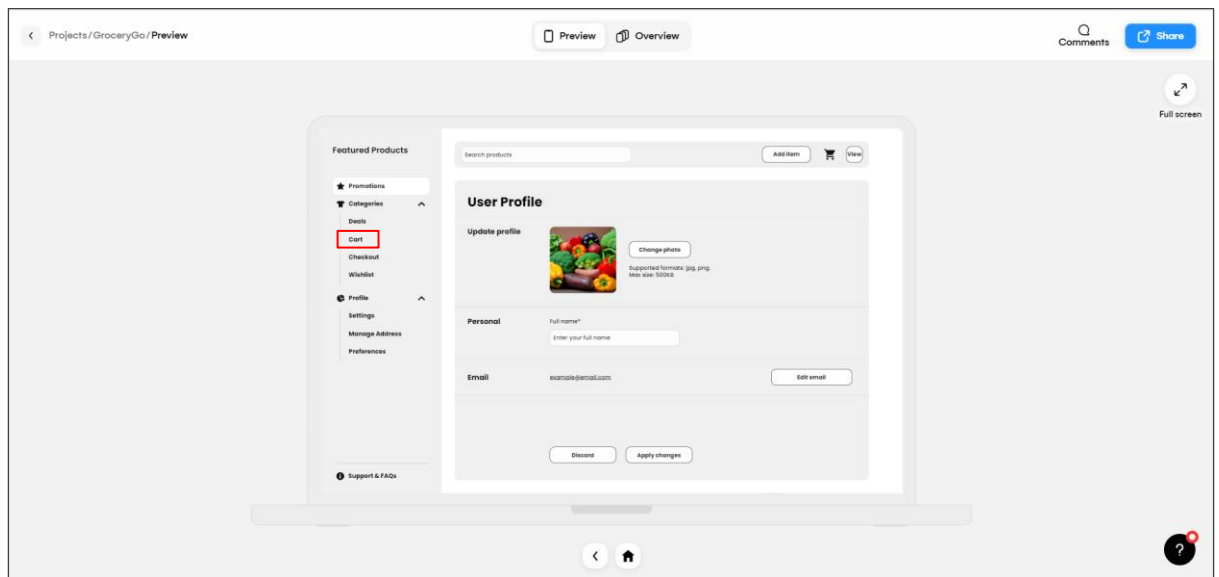 Projects/GroceryGo/Preview
Preview
Overview
Comments
Share
Full screen
Featured Products
Promotions
Categories
Deals
Cart
Checkout
Wishlist
Profile
Settings
Manage Address
Preferences
Support & FAQs
Search products
Add item
View
User Profile
Update profile
Change photo
Supported formats: jpg, png.
Max size: 500KB
Personal
Full name*
Enter your full name
Email
example@email.com
Edit email
Discard
Apply changes
?